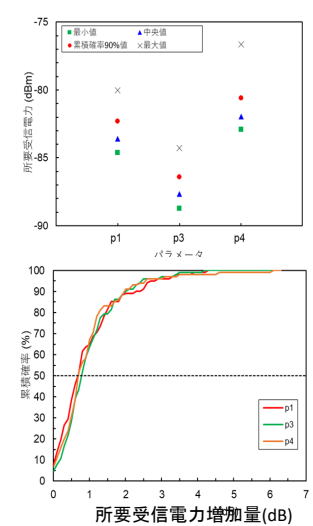 -75
■最小値 ▲中央値
●累積確率90%値 ×最大値
-80
所要受信電力 (dBm)
-85
-90
p1 p3 p4
パラメータ
100
90
80
70
60
累積確率 (%)
50
40
30
20
10
0
p1
p3
p4
0 1 2 3 4 5 6 7
所要受信電力増加量(dB)